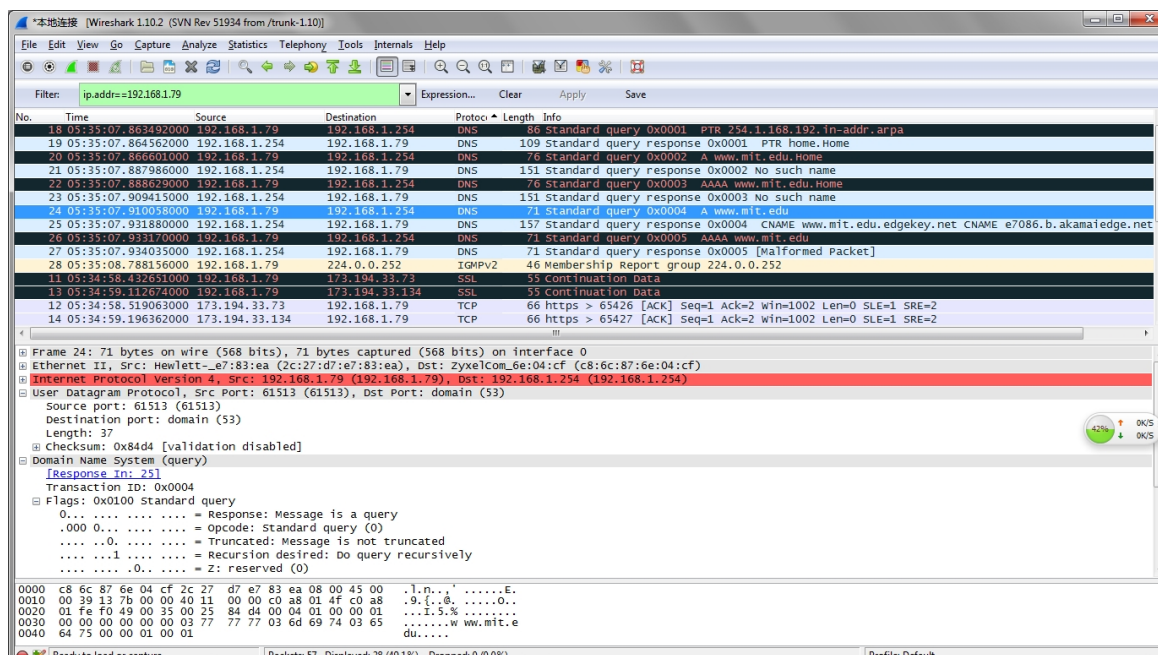 *本地连接 [Wireshark 1.10.2 (SVN Rev 51934 from /trunk-1.10)]
File Edit View Go Capture Analyze Statistics Telephony Tools Internals Help
Filter: ip.addr==192.168.1.79 Expression... Clear Apply Save
No. Time Source Destination Protoc Length Info
18 05:35:07.863492000 192.168.1.79 192.168.1.254 DNS 86 Standard query 0x0001 PTR 254.1.168.192.in-addr.arpa
19 05:35:07.864562000 192.168.1.254 192.168.1.79 DNS 109 Standard query response 0x0001 PTR home.Home
20 05:35:07.866601000 192.168.1.79 192.168.1.254 DNS 76 Standard query 0x0002 A www.mit.edu.Home
21 05:35:07.887986000 192.168.1.254 192.168.1.79 DNS 151 Standard query response 0x0002 No such name
22 05:35:07.888629000 192.168.1.79 192.168.1.254 DNS 76 Standard query 0x0003 AAAA www.mit.edu.Home
23 05:35:07.909415000 192.168.1.254 192.168.1.79 DNS 151 Standard query response 0x0003 No such name
24 05:35:07.910058000 192.168.1.79 192.168.1.254 DNS 71 Standard query 0x0004 A www.mit.edu
25 05:35:07.931880000 192.168.1.254 192.168.1.79 DNS 157 Standard query response 0x0004 CNAME www.mit.edu.edgekey.net CNAME e7086.b.akamaiedge.net
26 05:35:07.933170000 192.168.1.79 192.168.1.254 DNS 71 Standard query 0x0005 AAAA www.mit.edu
27 05:35:07.934035000 192.168.1.254 192.168.1.79 DNS 71 Standard query response 0x0005 [Malformed Packet]
28 05:35:08.788156000 192.168.1.79 224.0.0.252 IGMPv2 46 Membership Report group 224.0.0.252
11 05:34:58.432651000 192.168.1.79 173.194.33.73 SSL 55 Continuation Data
13 05:34:59.112674000 192.168.1.79 173.194.33.134 SSL 55 Continuation Data
12 05:34:58.519063000 173.194.33.73 192.168.1.79 TCP 66 https > 65426 [ACK] Seq=1 Ack=2 Win=1002 Len=0 SLE=1 SRE=2
14 05:34:59.196362000 173.194.33.134 192.168.1.79 TCP 66 https > 65427 [ACK] Seq=1 Ack=2 Win=1002 Len=0 SLE=1 SRE=2
Frame 24: 71 bytes on wire (568 bits), 71 bytes captured (568 bits) on interface 0
Ethernet II, Src: Hewlett-_e7:83:ea (2c:27:d7:e7:83:ea), Dst: ZyxelCom_6e:04:cf (c8:6c:87:6e:04:cf)
Internet Protocol Version 4, Src: 192.168.1.79 (192.168.1.79), Dst: 192.168.1.254 (192.168.1.254)
User Datagram Protocol, Src Port: 61513 (61513), Dst Port: domain (53)
Source port: 61513 (61513)
Destination port: domain (53)
Length: 37
Checksum: 0x84d4 [validation disabled]
Domain Name System (query)
[Response In: 25]
Transaction ID: 0x0004
Flags: 0x0100 Standard query
0... .... .... .... = Response: Message is a query
.000 0... .... .... = Opcode: Standard query (0)
.... ..0. .... .... = Truncated: Message is not truncated
.... ...1 .... .... = Recursion desired: Do query recursively
.... .... .0.. .... = Z: reserved (0)
42% 0K/S
0K/S
0000 c8 6c 87 6e 04 cf 2c 27 d7 e7 83 ea 08 00 45 00 .l.n..,' ......E.
0010 00 39 13 7b 00 00 40 11 00 00 c0 a8 01 4f c0 a8 .9.{..@. .....O..
0020 01 fe f0 49 00 35 00 25 84 d4 00 04 01 00 00 01 ...I.5.% ........
0030 00 00 00 00 00 00 03 77 77 77 03 6d 69 74 03 65 .......w ww.mit.e
0040 64 75 00 00 01 00 01 du.....
Ready to load or capture Packets: 57 Displayed: 28 (49.1%) Dropped: 0 (0.0%) Profile: Default